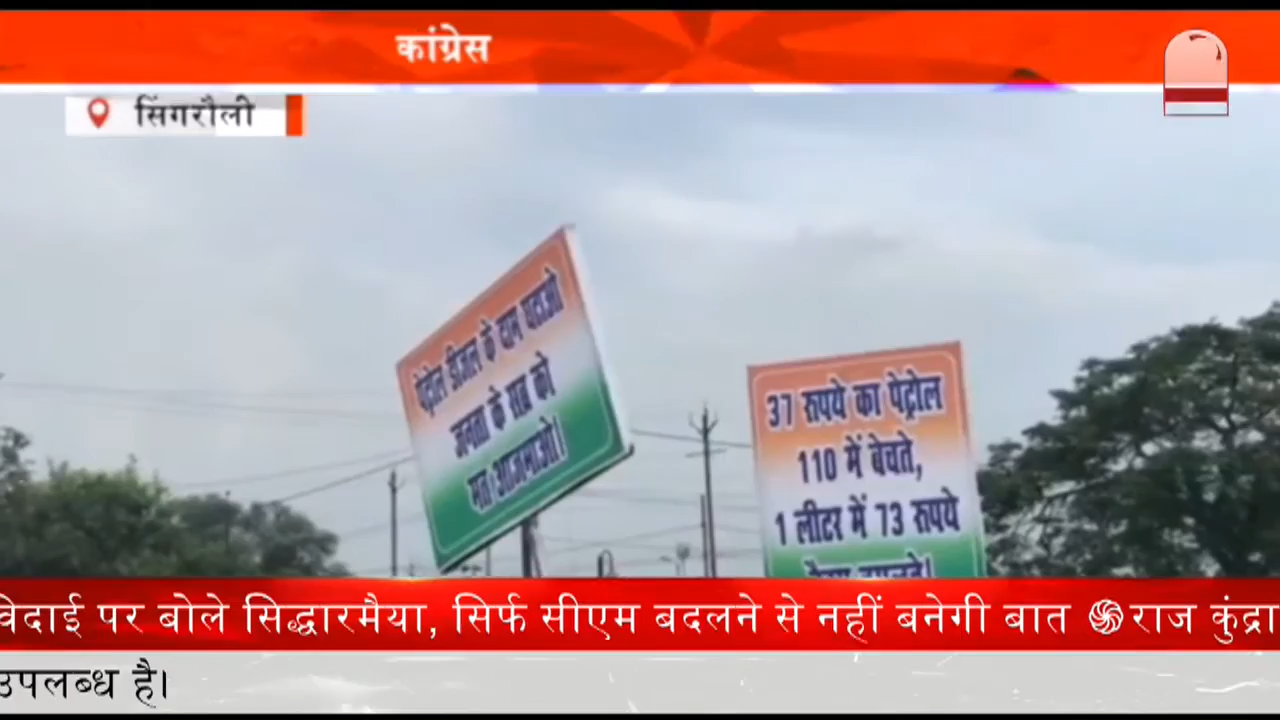 कांग्रेस
सिंगरौली
पेट्रोल डीजल के दाम घटाओ
जनता के सब्र को
मत आजमाओ।
37 रूपये का पेट्रोल
110 में बेचते,
1 लीटर में 73 रूपये
विदाई पर बोले सिद्धारमैया, सिर्फ सीएम बदलने से नहीं बनेगी बात राज कुंद्रा
उपलब्ध है।